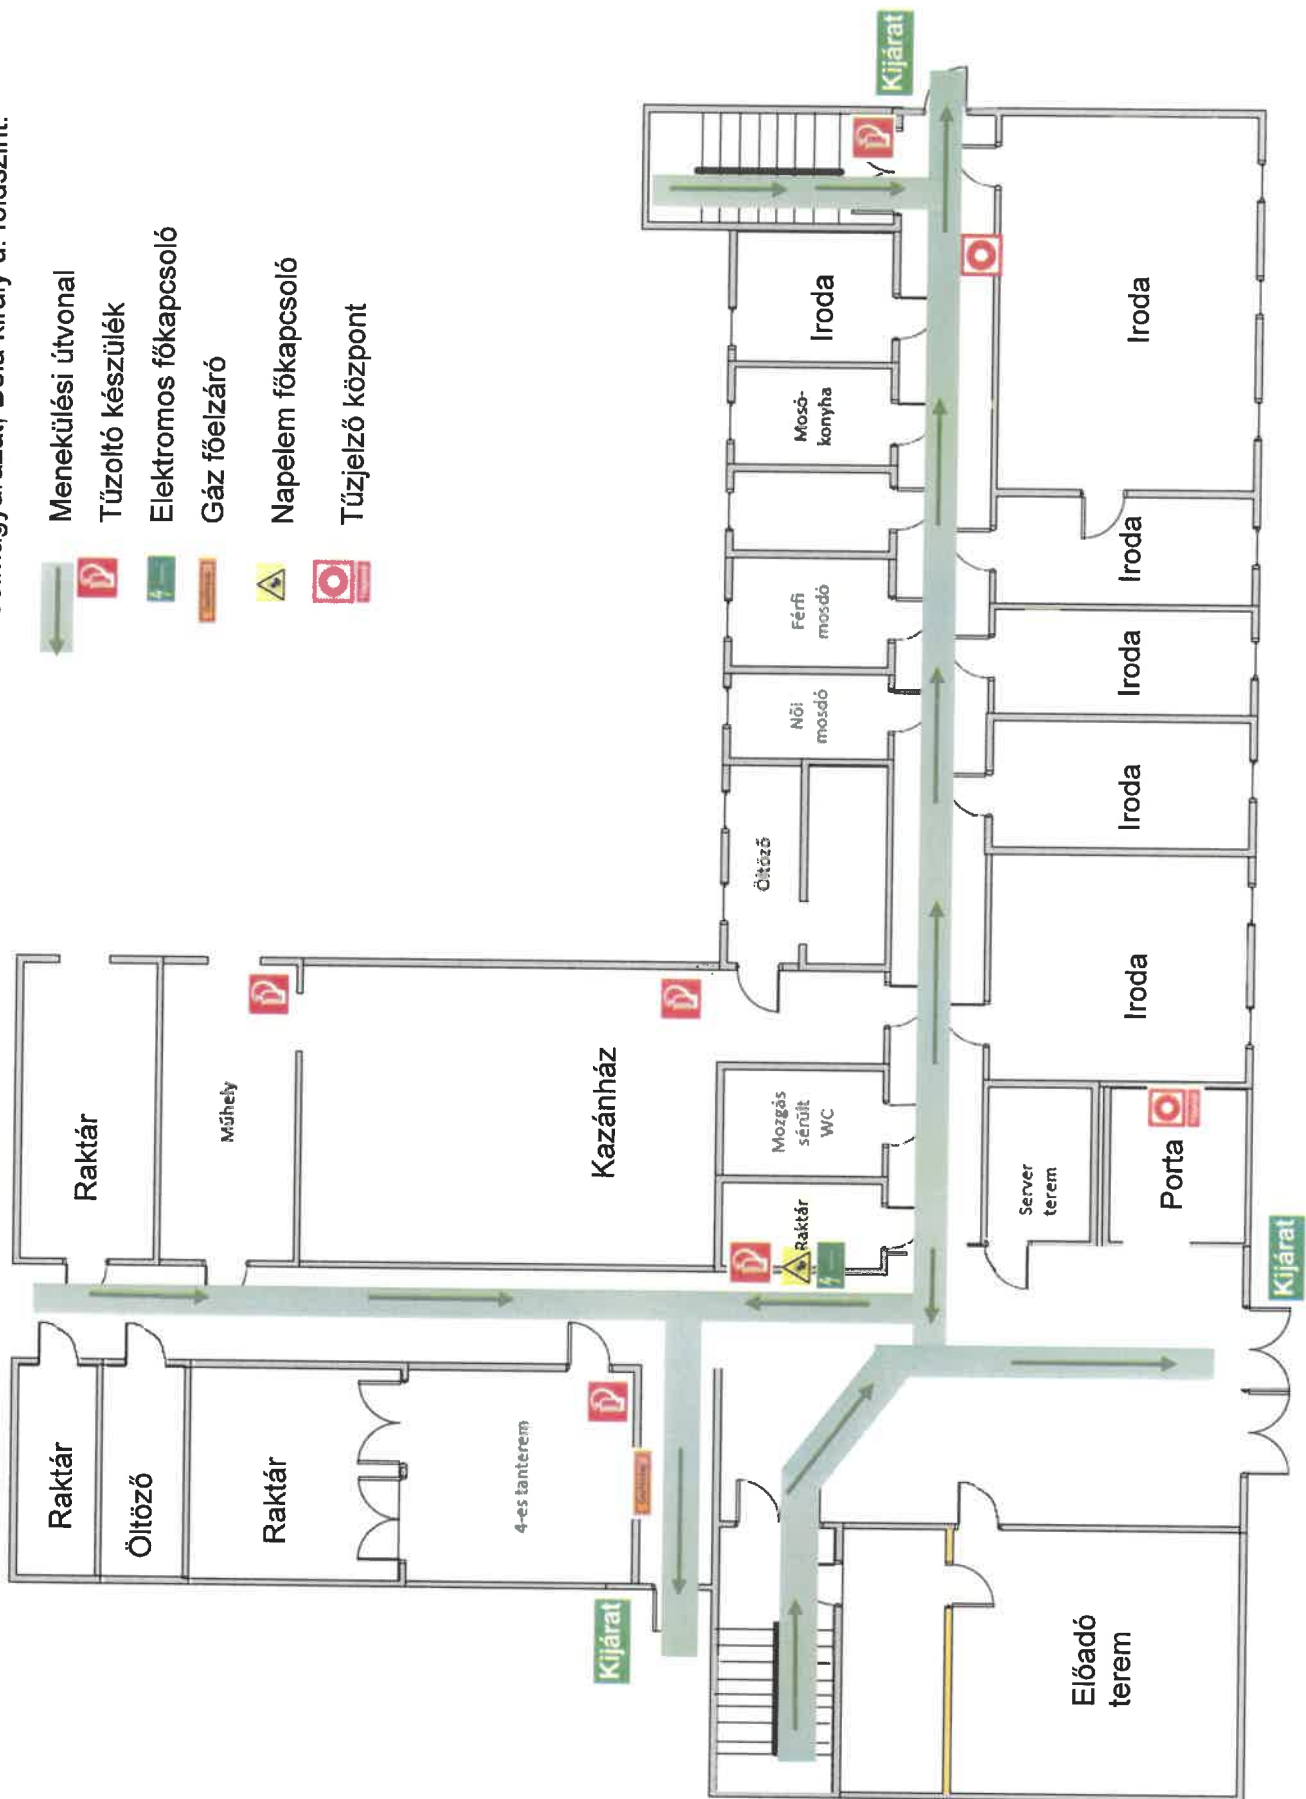 Menekülési útvonal
Tűzoltó készülék
Elektromos főkapcsoló
Gáz főelzáró
Napelem főkapcsoló
Tűzjelző központ
Raktár
Öltöző
Raktár
4-es tanterem
Kijárat
Raktár
Műhely
Kazánház
Raktár
Mozgás
sérült
WC
Öltöző
Női
mosdó
Férfi
mosdó
Mosó-
konyha
Iroda
Kijárat
Előadó
terem
Kijárat
Porta
Server
terem
Iroda
Iroda
Iroda
Iroda
Iroda